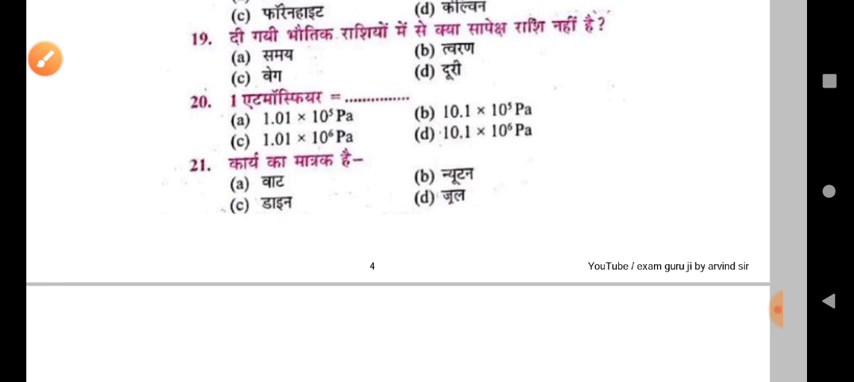 (c) फॉरेनहाइट (d) केल्विन
19. दी गयी भौतिक राशियों में से क्या सापेक्ष राशि नहीं है?
(a) समय (b) त्वरण
(c) वेग (d) दूरी
20. 1 एटमॉस्फियर = ...............
(a) 1.01 × 10⁵ Pa (b) 10.1 × 10⁵ Pa
(c) 1.01 × 10⁶ Pa (d) 10.1 × 10⁶ Pa
21. कार्य का मात्रक है–
(a) वाट (b) न्यूटन
(c) डाइन (d) जूल
4 YouTube / exam guru ji by arvind sir